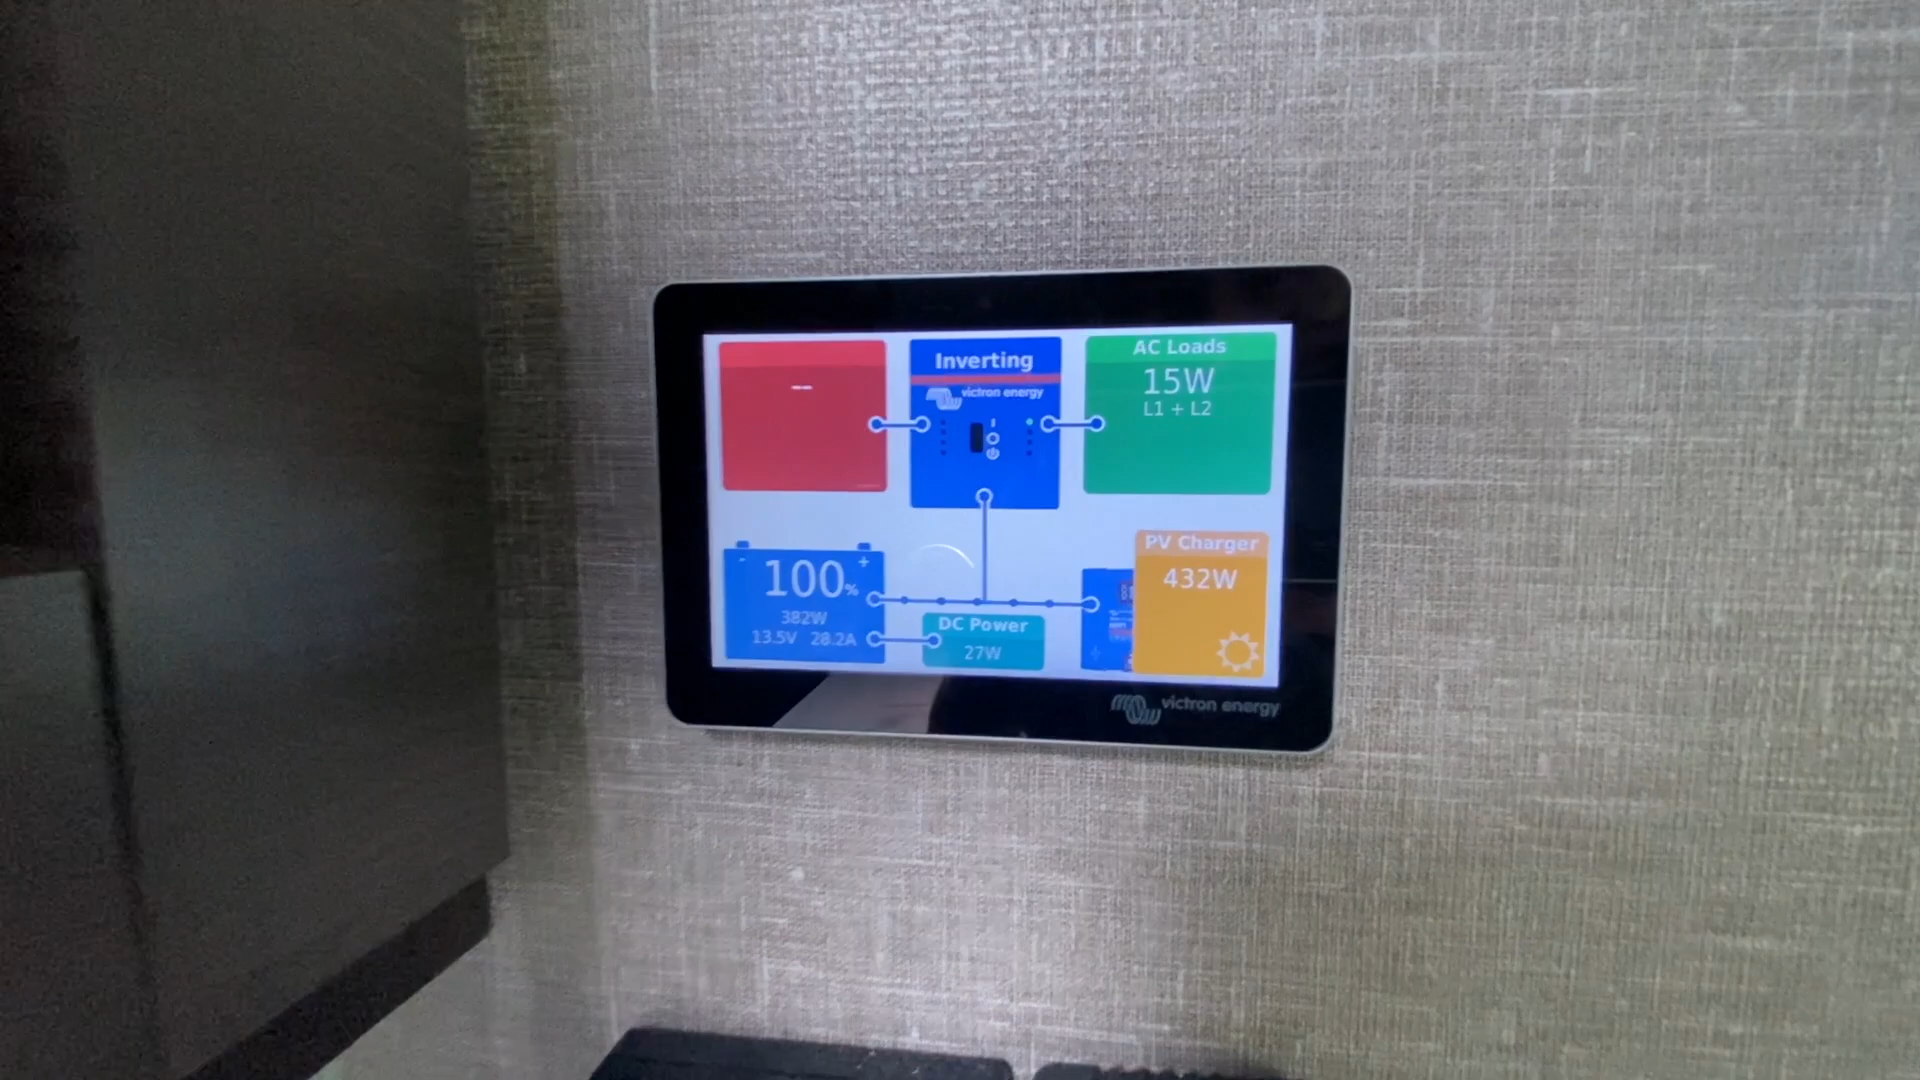 --
Inverting
victron energy
AC Loads
15W
L1 + L2
- +
100%
382W
13.5V 28.2A
DC Power
27W
PV Charger
432W
victron energy